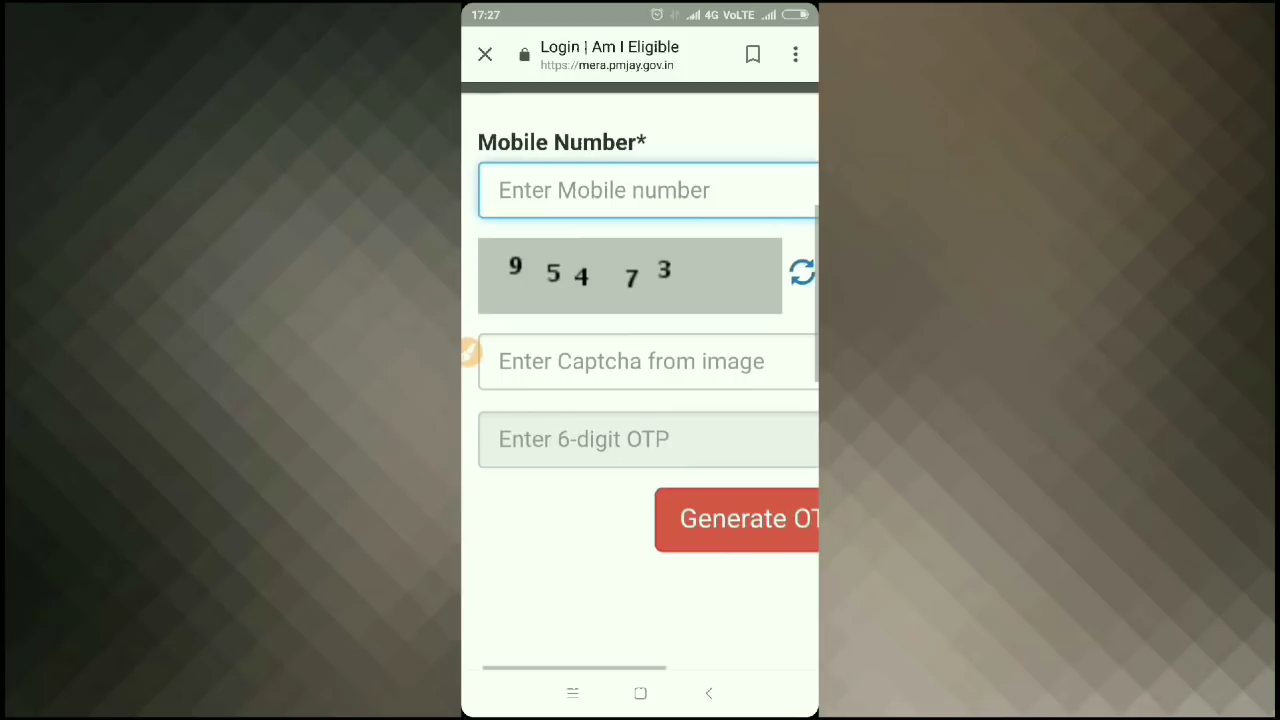 17:27 4G VoLTE
Login | Am I Eligible
https://mera.pmjay.gov.in
Mobile Number*
Enter Mobile number
9 5 4 7 3
Enter Captcha from image
Enter 6-digit OTP
Generate OT